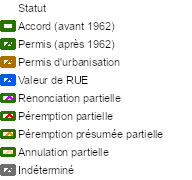 Statut
Accord (avant 1962)
Permis (après 1962)
Permis d'urbanisation
Valeur de RUE
Renonciation partielle
Péremption partielle
Péremption présumée partielle
Annulation partielle
Indéterminé